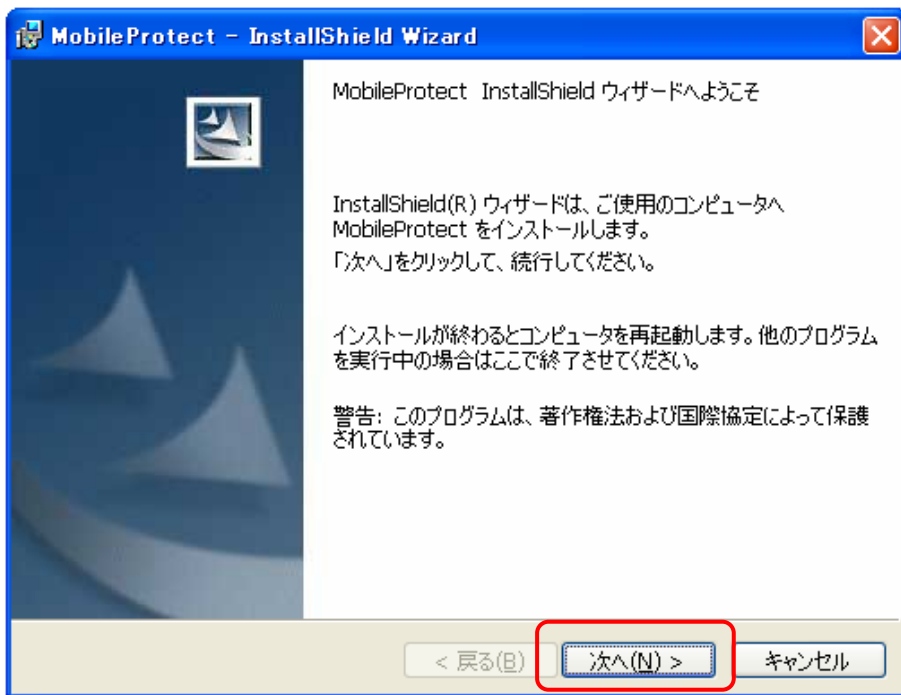 MobileProtect - InstallShield Wizard
MobileProtect InstallShield ウィザードへようこそ
InstallShield(R) ウィザードは、ご使用のコンピュータへ
MobileProtect をインストールします。
「次へ」をクリックして、続行してください。
インストールが終わるとコンピュータを再起動します。他のプログラム
を実行中の場合はここで終了させてください。
警告: このプログラムは、著作権法および国際協定によって保護
されています。
< 戻る(B)
次へ(N) >
キャンセル